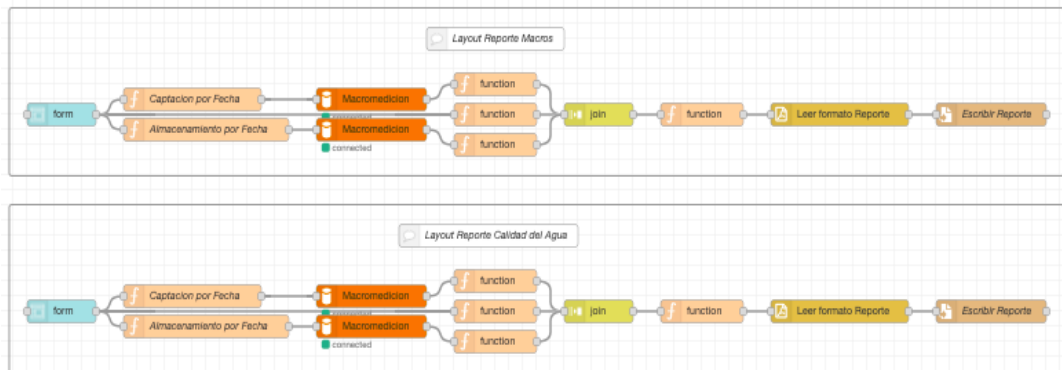 Layout Reporte Macros
function
Captacion por Fecha
Macromedicion
form
function
join
function
Leer formato Reporte
Escribir Reporte
Almacenamiento por Fecha
Macromedicion
function
connected
Layout Reporte Calidad del Agua
function
Captacion por Fecha
Macromedicion
form
function
join
function
Leer formato Reporte
Escribir Reporte
Almacenamiento por Fecha
Macromedicion
function
connected